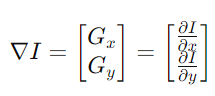 ∇I = [G_x; G_y] = [∂I/∂x; ∂I/∂y]